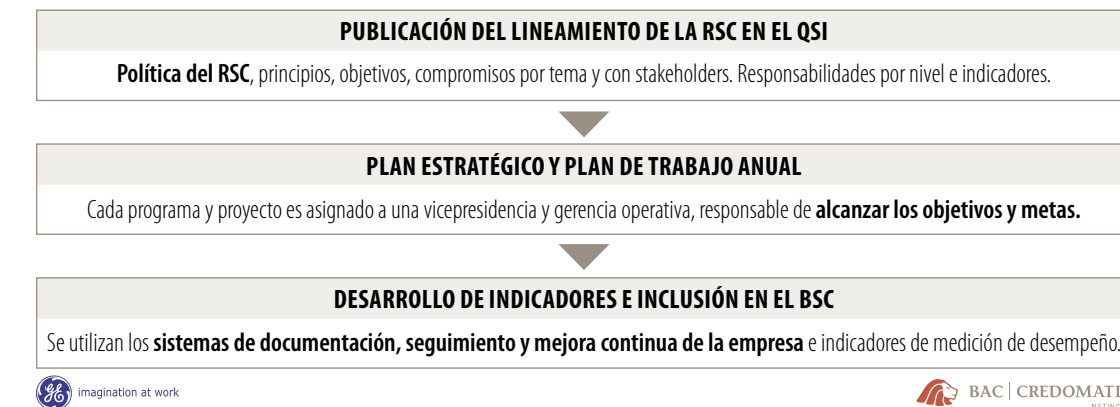 PUBLICACIÓN DEL LINEAMIENTO DE LA RSC EN EL QSI
Política del RSC, principios, objetivos, compromisos por tema y con stakeholders. Responsabilidades por nivel e indicadores.
PLAN ESTRATÉGICO Y PLAN DE TRABAJO ANUAL
Cada programa y proyecto es asignado a una vicepresidencia y gerencia operativa, responsable de alcanzar los objetivos y metas.
DESARROLLO DE INDICADORES E INCLUSIÓN EN EL BSC
Se utilizan los sistemas de documentación, seguimiento y mejora continua de la empresa e indicadores de medición de desempeño.
GE imagination at work
BAC | CREDOMATI